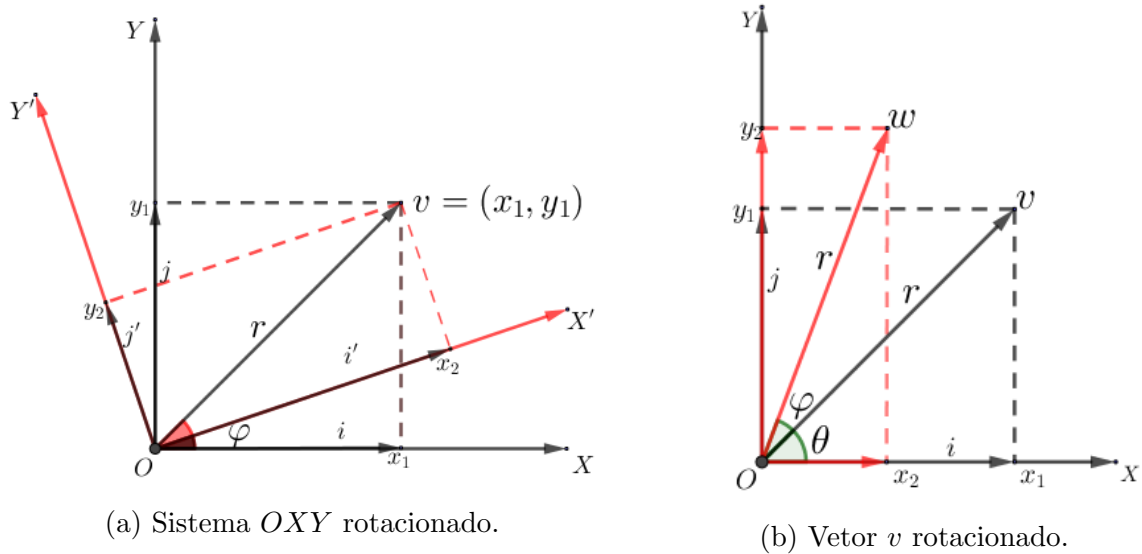 Y
Y'
y₁
v = (x₁, y₁)
j
y₂
j'
r
i'
X'
x₂
φ
i
O
x₁
X
(a) Sistema OXY rotacionado.
Y
y₂
w
y₁
v
r
j
r
φ
θ
i
O
x₂
x₁
X
(b) Vetor v rotacionado.